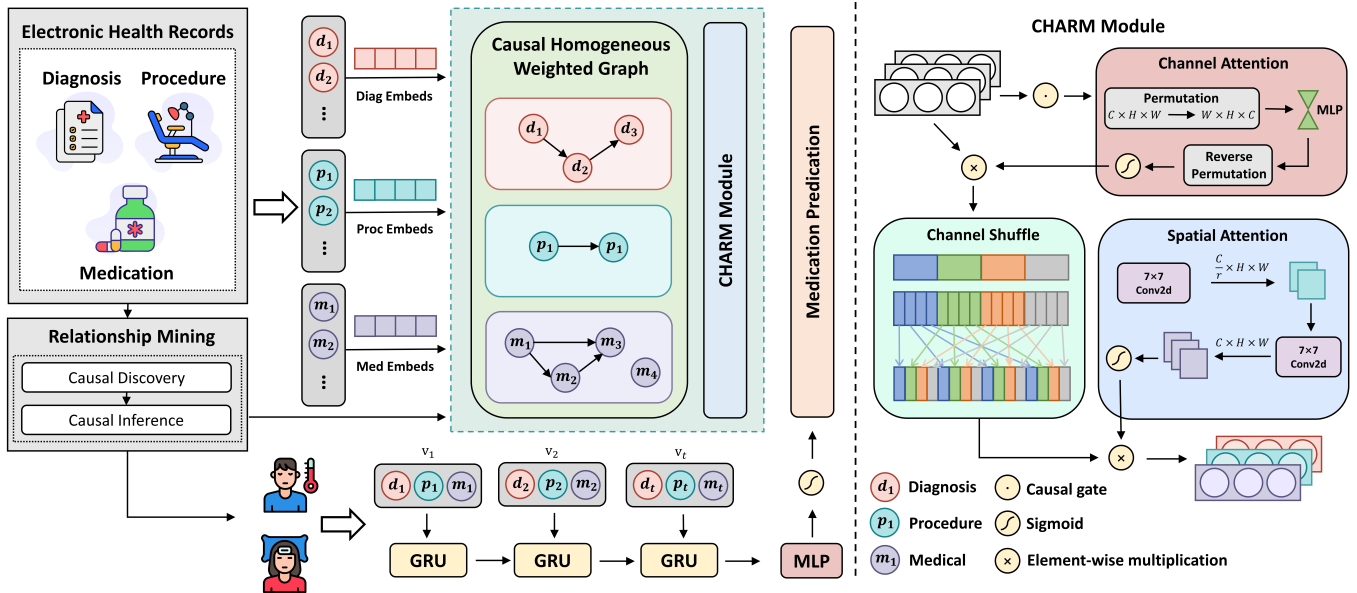 Electronic Health Records
Diagnosis
Procedure
Medication
Relationship Mining
Causal Discovery
Causal Inference
d1
d2
...
Diag Embeds
p1
p2
...
Proc Embeds
m1
m2
...
Med Embeds
Causal Homogeneous
Weighted Graph
d1
d3
d2
p1
p1
m1
m3
m2
m4
CHARM Module
Medication Predication
v1
v2
vt
d1 p1 m1
d2 p2 m2
dt pt mt
GRU
GRU
GRU
MLP
CHARM Module
Channel Attention
Permutation
C × H × W → W × H × C
MLP
Reverse
Permutation
Channel Shuffle
Spatial Attention
7×7
Conv2d
C/r × H × W
C × H × W
7×7
Conv2d
d1 Diagnosis
Causal gate
p1 Procedure
Sigmoid
m1 Medical
Element-wise multiplication